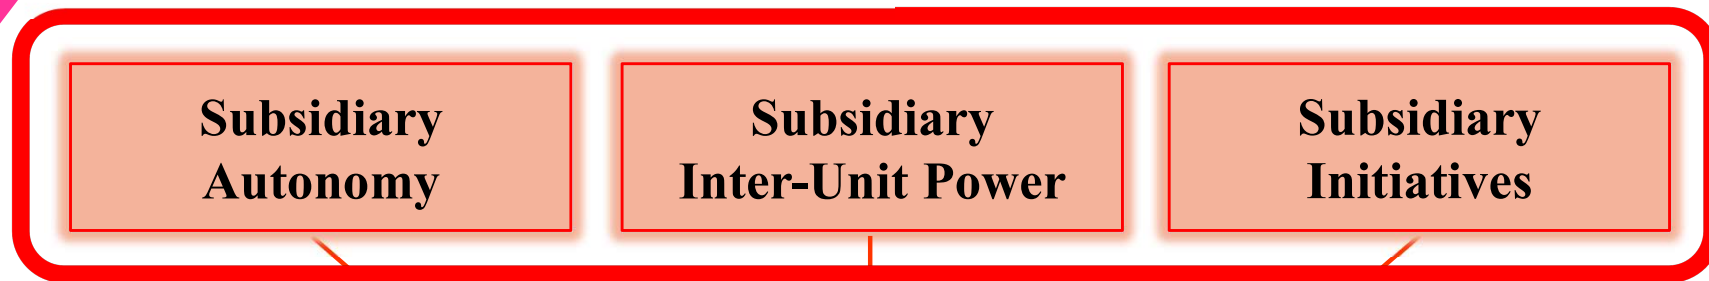 Subsidiary
Autonomy
Subsidiary
Inter-Unit Power
Subsidiary
Initiatives